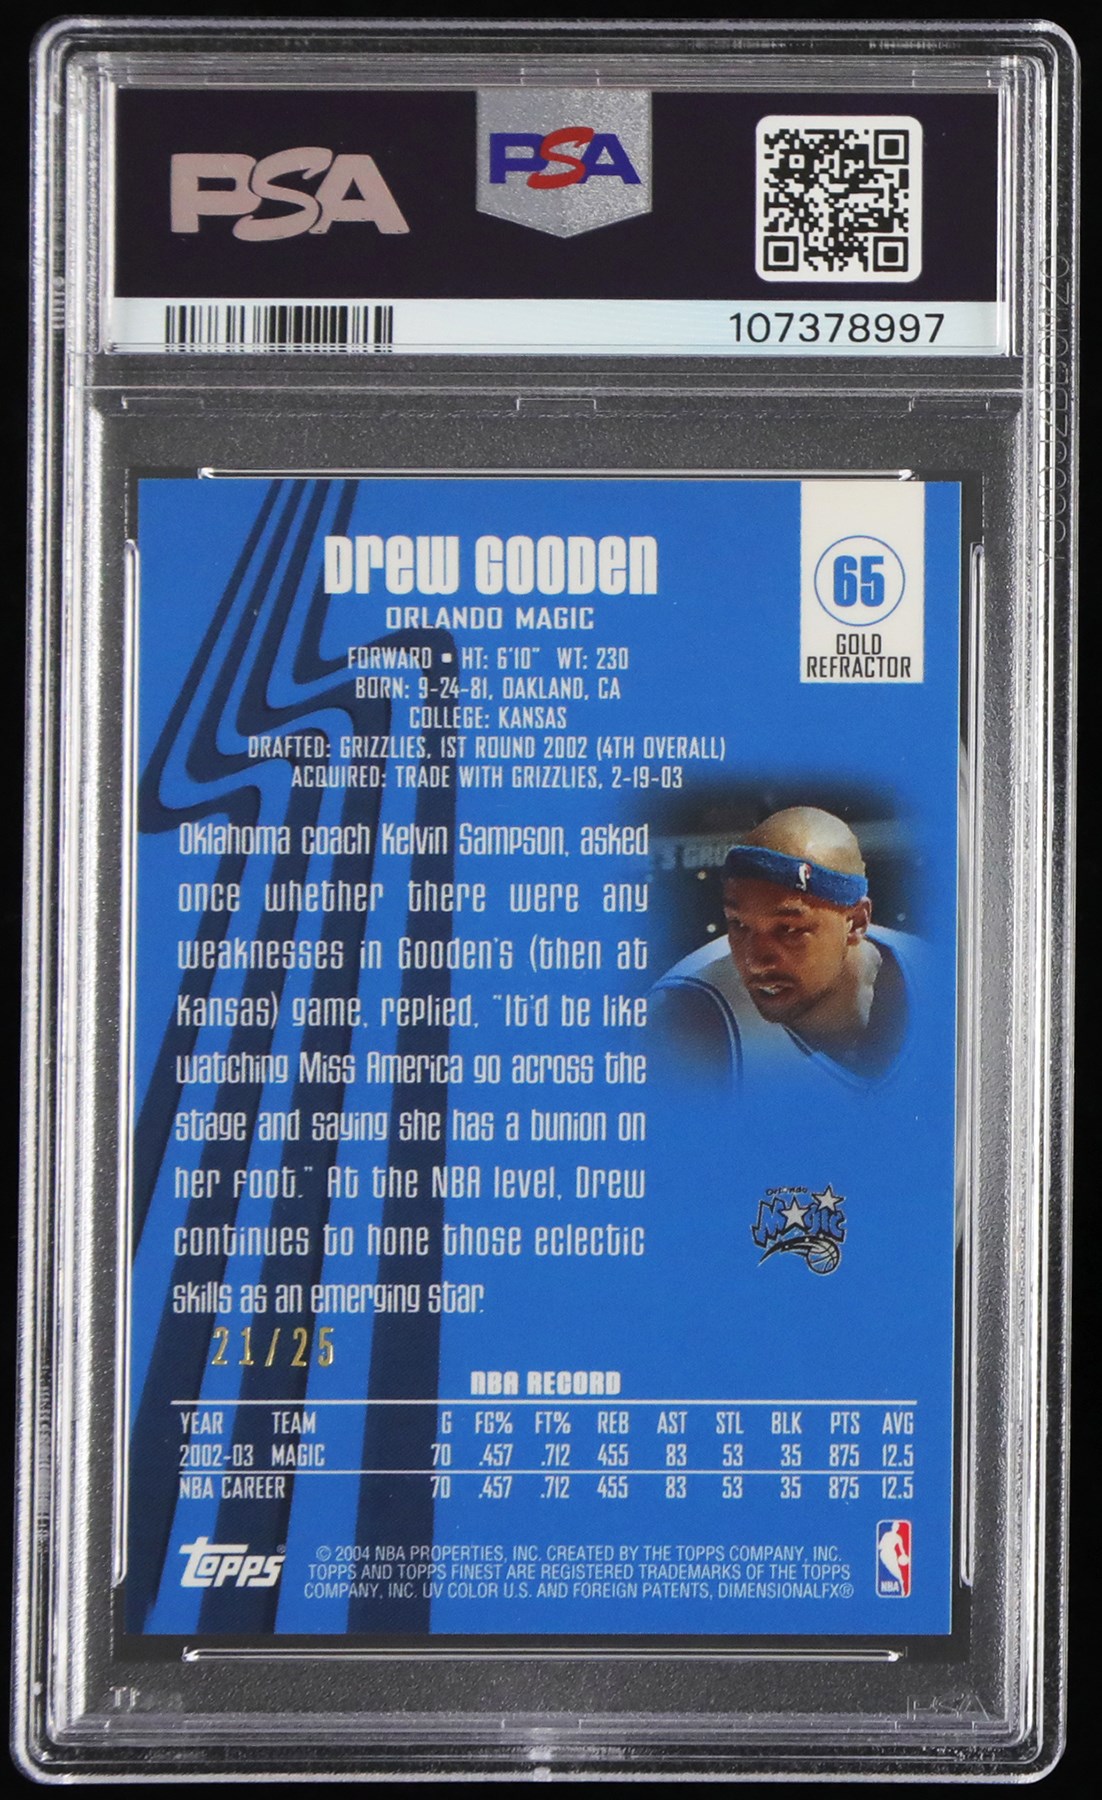 PSA
PSA
107378997
Drew Gooden
ORLANDO MAGIC
65
GOLD
REFRACTOR
FORWARD • HT: 6'10" WT: 230
BORN: 9-24-81, OAKLAND, CA
COLLEGE: KANSAS
DRAFTED: GRIZZLIES, 1ST ROUND 2002 (4TH OVERALL)
ACQUIRED: TRADE WITH GRIZZLIES, 2-19-03
Oklahoma coach Kelvin Sampson, asked
once whether there were any
weaknesses in Gooden's (then at
Kansas) game, replied, "It'd be like
watching Miss America go across the
stage and saying she has a bunion on
her foot." At the NBA level, Drew
continues to hone those eclectic
skills as an emerging star.
Orlando
Magic
21/25
NBA RECORD
YEAR TEAM G FG% FT% REB AST STL BLK PTS AVG
2002-03 MAGIC 70 .457 .712 455 83 53 35 875 12.5
NBA CAREER 70 .457 .712 455 83 53 35 875 12.5
Topps®
© 2004 NBA PROPERTIES, INC. CREATED BY THE TOPPS COMPANY, INC.
TOPPS AND TOPPS FINEST ARE REGISTERED TRADEMARKS OF THE TOPPS
COMPANY, INC. UV COLOR U.S. AND FOREIGN PATENTS, DIMENSIONALFX®
NBA
PSA